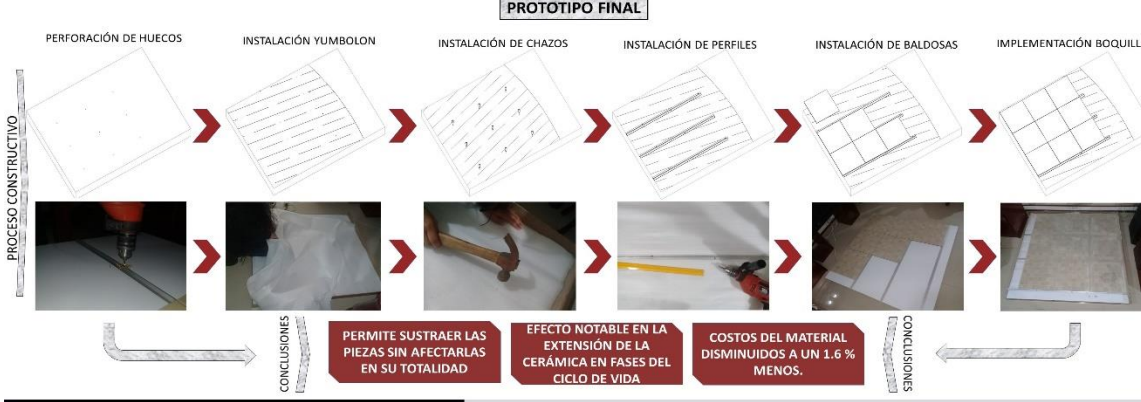 PROTOTIPO FINAL
PERFORACIÓN DE HUECOS
INSTALACIÓN YUMBOLON
INSTALACIÓN DE CHAZOS
INSTALACIÓN DE PERFILES
INSTALACIÓN DE BALDOSAS
IMPLEMENTACIÓN BOQUILL
PROCESO CONSTRUCTIVO
CONCLUSIONES
PERMITE SUSTRAER LAS
PIEZAS SIN AFECTARLAS
EN SU TOTALIDAD
EFECTO NOTABLE EN LA
EXTENSIÓN DE LA
CERÁMICA EN FASES DEL
CICLO DE VIDA
COSTOS DEL MATERIAL
DISMINUIDOS A UN 1.6 %
MENOS.
CONCLUSIONES